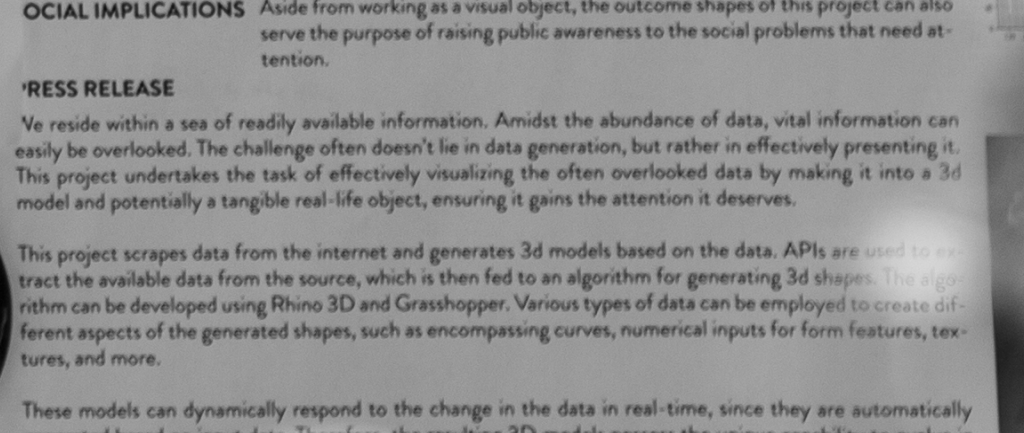 OCIAL IMPLICATIONS Aside from working as a visual object, the outcome shapes of this project can also
serve the purpose of raising public awareness to the social problems that need at-
tention.
RESS RELEASE
Ve reside within a sea of readily available information. Amidst the abundance of data, vital information can
easily be overlooked. The challenge often doesn't lie in data generation, but rather in effectively presenting it.
This project undertakes the task of effectively visualizing the often overlooked data by making it into a 3d
model and potentially a tangible real-life object, ensuring it gains the attention it deserves.
This project scrapes data from the internet and generates 3d models based on the data. APIs are used to ex-
tract the available data from the source, which is then fed to an algorithm for generating 3d shapes. The algo-
rithm can be developed using Rhino 3D and Grasshopper. Various types of data can be employed to create dif-
ferent aspects of the generated shapes, such as encompassing curves, numerical inputs for form features, tex-
tures, and more.
These models can dynamically respond to the change in the data in real-time, since they are automatically